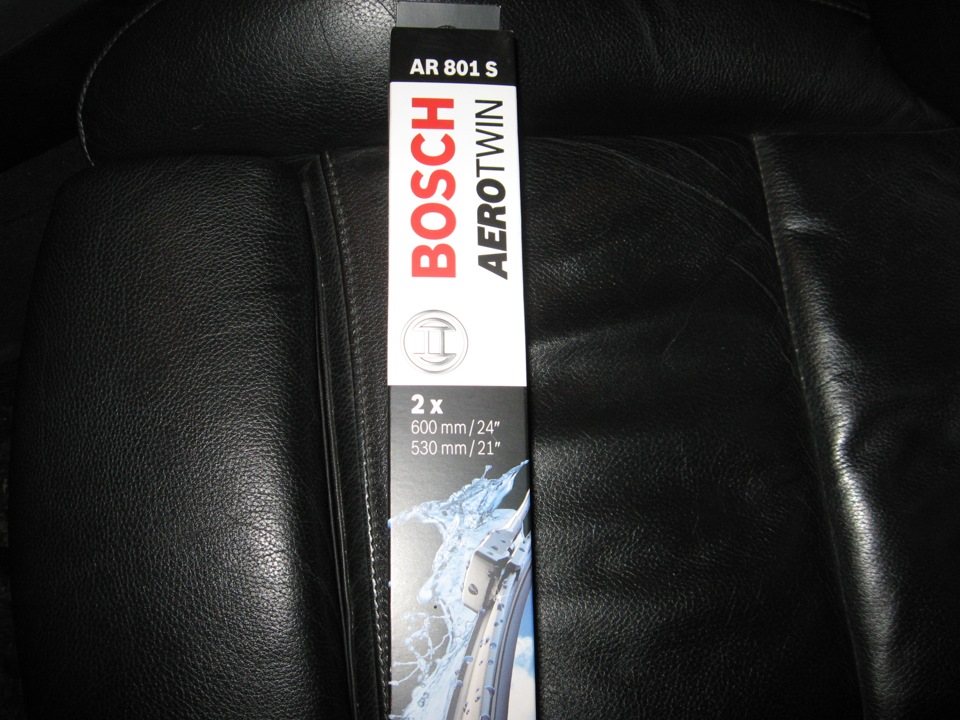 AR 801 S
BOSCH
AEROTWIN
2 x
600 mm/24″
530 mm/21″